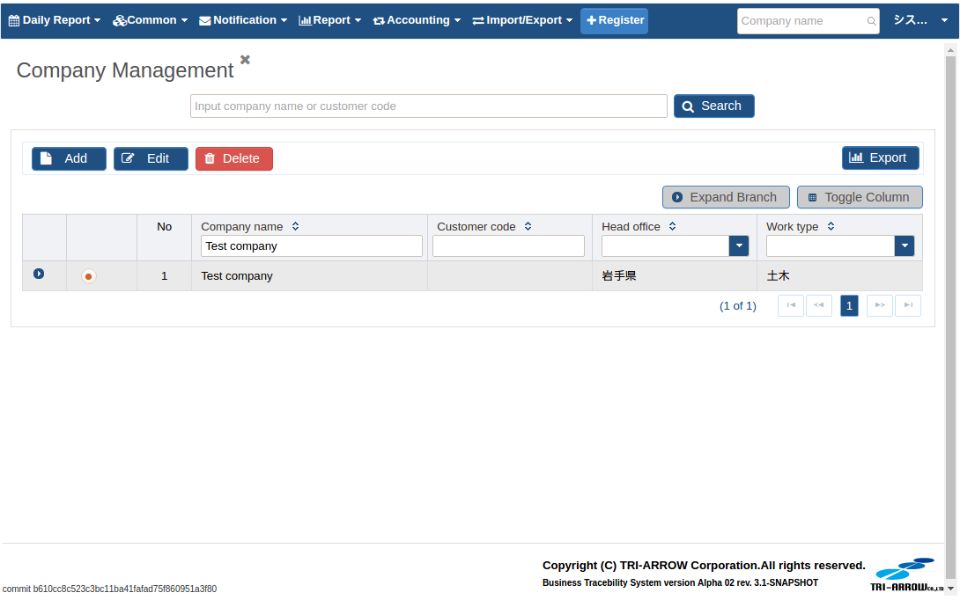 Daily Report Common Notification Report Accounting Import/Export Register Company name シス...
Company Management
Input company name or customer code Search
Add Edit Delete Export
Expand Branch Toggle Column
No Company name Customer code Head office Work type
Test company
1 Test company 岩手県 土木
(1 of 1) 1
Copyright (C) TRI-ARROW Corporation.All rights reserved.
Business Tracebility System version Alpha 02 rev. 3.1-SNAPSHOT
TRI-ARROW CO.,LTD
commit b610cc8c523c3bc11ba41fafad75f860951a3f80